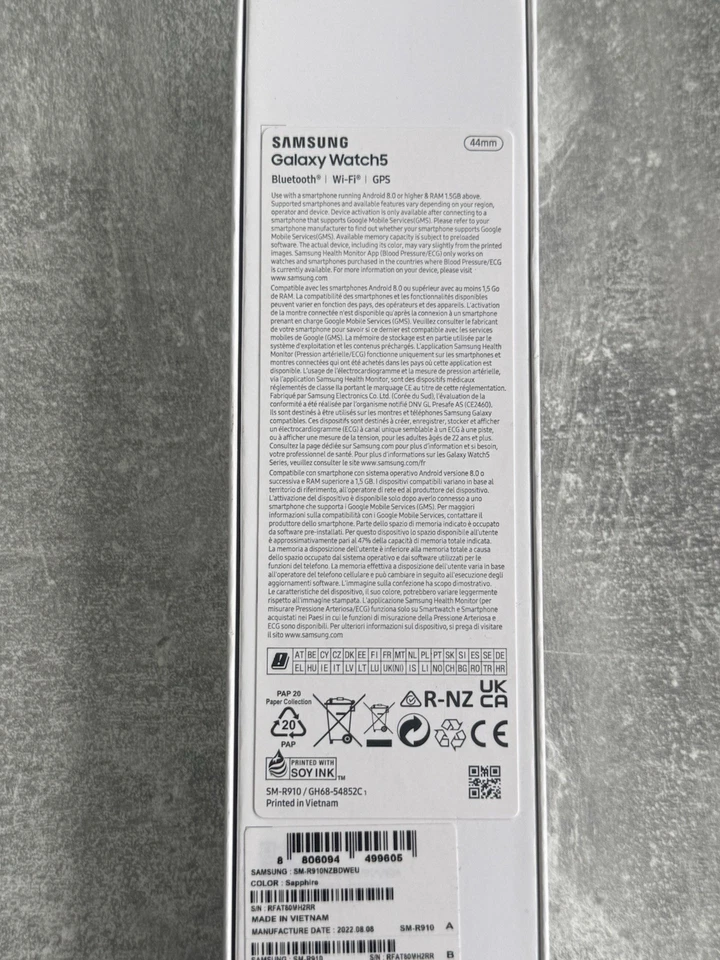 SAMSUNG
Galaxy Watch5
44mm
Bluetooth® | Wi-Fi® | GPS
Use with a smartphone running Android 8.0 or higher & RAM 1.5GB above.
Supported smartphones and available features vary depending on your region,
operator and device. Device activation is only available after connecting to a
smartphone that supports Google Mobile Services(GMS). Please refer to your
smartphone manufacturer to find out whether your smartphone supports Google
Mobile Services(GMS). Available memory capacity is subject to preloaded
software. The actual device, including its color, may vary slightly from the printed
images. Samsung Health Monitor App (Blood Pressure/ECG) only works on
watches and smartphones purchased in the countries where Blood Pressure/ECG
is currently available. For more information on your device, please visit
www.samsung.com
Compatible avec les smartphones Android 8.0 ou supérieur avec au moins 1,5 Go
de RAM. La compatibilité des smartphones et les fonctionnalités disponibles
peuvent varier en fonction des pays, des opérateurs et des appareils. L'activation
de la montre connectée n'est disponible qu'après la connexion à un smartphone
prenant en charge Google Mobile Services (GMS). Veuillez consulter le fabricant
de votre smartphone pour savoir si ce dernier est compatible avec les services
mobiles de Google (GMS). La mémoire de stockage est en partie utilisée par le
système d'exploitation et les contenus préchargés. L'application Samsung Health
Monitor (Pression artérielle/ECG) fonctionne uniquement sur les smartphones et
montres connectées qui ont été achetés dans les pays où cette application est
disponible. L'usage de l'électrocardiogramme et la mesure de pression artérielle,
via l'application Samsung Health Monitor, sont des dispositifs médicaux
réglementés de classe IIa portant le marquage CE au titre de cette réglementation.
Fabriqué par Samsung Electronics Co. Ltd. (Corée du Sud), l'évaluation de la
conformité a été réalisée par l'organisme notifié DNV GL Presafe AS (CE2460).
Ils sont destinés à être utilisés sur les montres et téléphones Samsung Galaxy
compatibles. Ces dispositifs sont destinés à créer, enregistrer, stocker et afficher
un électrocardiogramme (ECG) à canal unique semblable à un ECG à une piste,
ou à afficher une mesure de la tension, pour les adultes âgés de 22 ans et plus.
Consultez la page dédiée sur Samsung.com pour plus d'information et si besoin,
votre professionnel de santé. Pour plus d'informations sur les Galaxy Watch5
Series, veuillez consulter le site www.samsung.com/fr
Compatibile con smartphone con sistema operativo Android versione 8.0 o
successiva e RAM superiore a 1,5 GB. I dispositivi compatibili variano in base al
territorio di riferimento, all'operatore di rete ed al produttore del dispositivo.
L'attivazione del dispositivo è disponibile solo dopo averlo connesso a uno
smartphone che supporta i Google Mobile Services (GMS). Per maggiori
informazioni sulla compatibilità con i Google Mobile Services, contattare il
produttore dello smartphone. Parte dello spazio di memoria indicato è occupato
da software pre-installati. Per questo dispositivo lo spazio disponibile all'utente
è approssimativamente pari al 47% della capacità di memoria totale indicata.
La memoria a disposizione dell'utente è inferiore alla memoria totale a causa
dello spazio occupato dal sistema operativo e dai software utilizzati per le
funzioni del telefono. La memoria effettiva a disposizione dell'utente varia in base
all'operatore del telefono cellulare e può cambiare in seguito all'esecuzione degli
aggiornamenti software. L'immagine sulla confezione ha scopo dimostrativo.
Le caratteristiche del dispositivo, il suo colore, potrebbero variare leggermente
rispetto all'immagine stampata. L'applicazione Samsung Health Monitor (per
misurare Pressione Arteriosa/ECG) funziona solo su Smartwatch e Smartphone
acquistati nei Paesi in cui le funzioni di misurazione della Pressione Arteriosa e
ECG sono disponibili. Per ulteriori informazioni sul dispositivo, si prega di visitare
il sito www.samsung.com
AT BE CY CZ DK EE FI FR MT NL PL PT SK SI ES SE DE
EL HU IE IT LV LT LU UK(NI) IS LI NO CH BG RO TR HR
PAP 20
Paper Collection
20
PAP
R-NZ
UK
CA
CE
PRINTED WITH
SOY INK TM
SM-R910 / GH68-54852C 1
Printed in Vietnam
8 806094 499605
SAMSUNG : SM-R910NZBDWEU
COLOR : Sapphire
S/N : RFAT80VH2RR
MADE IN VIETNAM
MANUFACTURE DATE : 2022.08.08 SM-R910 A
SAMSUNG : SM-R910 S/N : RFAT80VH2RR B